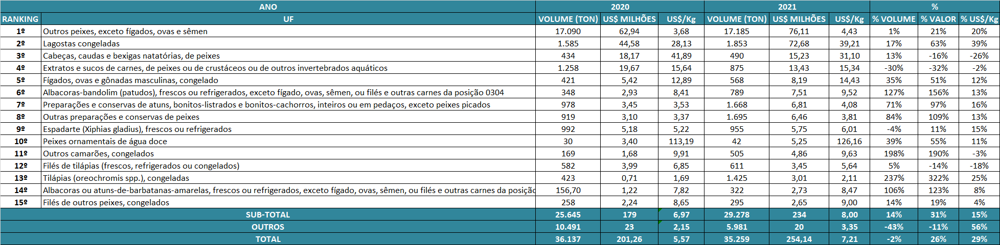 ANO 2020 2021 %
RANKING UF VOLUME (TON) US$ MILHÕES US$/Kg VOLUME (TON) US$ MILHÕES US$/Kg % VOLUME % VALOR % US$/Kg
1º Outros peixes, exceto fígados, ovas e sêmen 17.090 62,94 3,68 17.185 76,11 4,43 1% 21% 20%
2º Lagostas congeladas 1.585 44,58 28,13 1.853 72,68 39,21 17% 63% 39%
3º Cabeças, caudas e bexigas natatórias, de peixes 434 18,17 41,89 490 15,23 31,10 13% -16% -26%
4º Extratos e sucos de carnes, de peixes ou de crustáceos ou de outros invertebrados aquáticos 1.258 19,67 15,64 875 13,43 15,34 -30% -32% -2%
5º Fígados, ovas e gônadas masculinas, congelado 421 5,42 12,89 568 8,19 14,43 35% 51% 12%
6º Albacoras-bandolim (patudos), frescos ou refrigerados, exceto fígado, ovas, sêmen, ou filés e outras carnes da posição 0304 348 2,93 8,41 789 7,51 9,52 127% 156% 13%
7º Preparações e conservas de atuns, bonitos-listrados e bonitos-cachorros, inteiros ou em pedaços, exceto peixes picados 978 3,45 3,53 1.668 6,81 4,08 71% 97% 16%
8º Outras preparações e conservas de peixes 919 3,10 3,37 1.695 6,46 3,81 84% 109% 13%
9º Espadarte (Xiphias gladius), frescos ou refrigerados 992 5,18 5,22 955 5,75 6,01 -4% 11% 15%
10º Peixes ornamentais de água doce 30 3,40 113,19 42 5,25 126,16 39% 55% 11%
11º Outros camarões, congelados 169 1,68 9,91 505 4,86 9,63 198% 190% -3%
12º Filés de tilápias (frescos, refrigerados ou congelados) 582 3,99 6,85 611 3,45 5,64 5% -14% -18%
13º Tilápias (oreochromis spp.), congeladas 423 0,71 1,69 1.425 3,01 2,11 237% 322% 25%
14º Albacoras ou atuns-de-barbatanas-amarelas, frescos ou refrigerados, exceto fígado, ovas, sêmen, ou filés e outras carnes da posição 156,70 1,22 7,82 322 2,73 8,47 106% 123% 8%
15º Filés de outros peixes, congelados 258 2,24 8,65 295 2,65 9,00 14% 19% 4%
SUB-TOTAL 25.645 179 6,97 29.278 234 8,00 14% 31% 15%
OUTROS 10.491 23 2,15 5.981 20 3,35 -43% -11% 56%
TOTAL 36.137 201,26 5,57 35.259 254,14 7,21 -2% 26% 29%